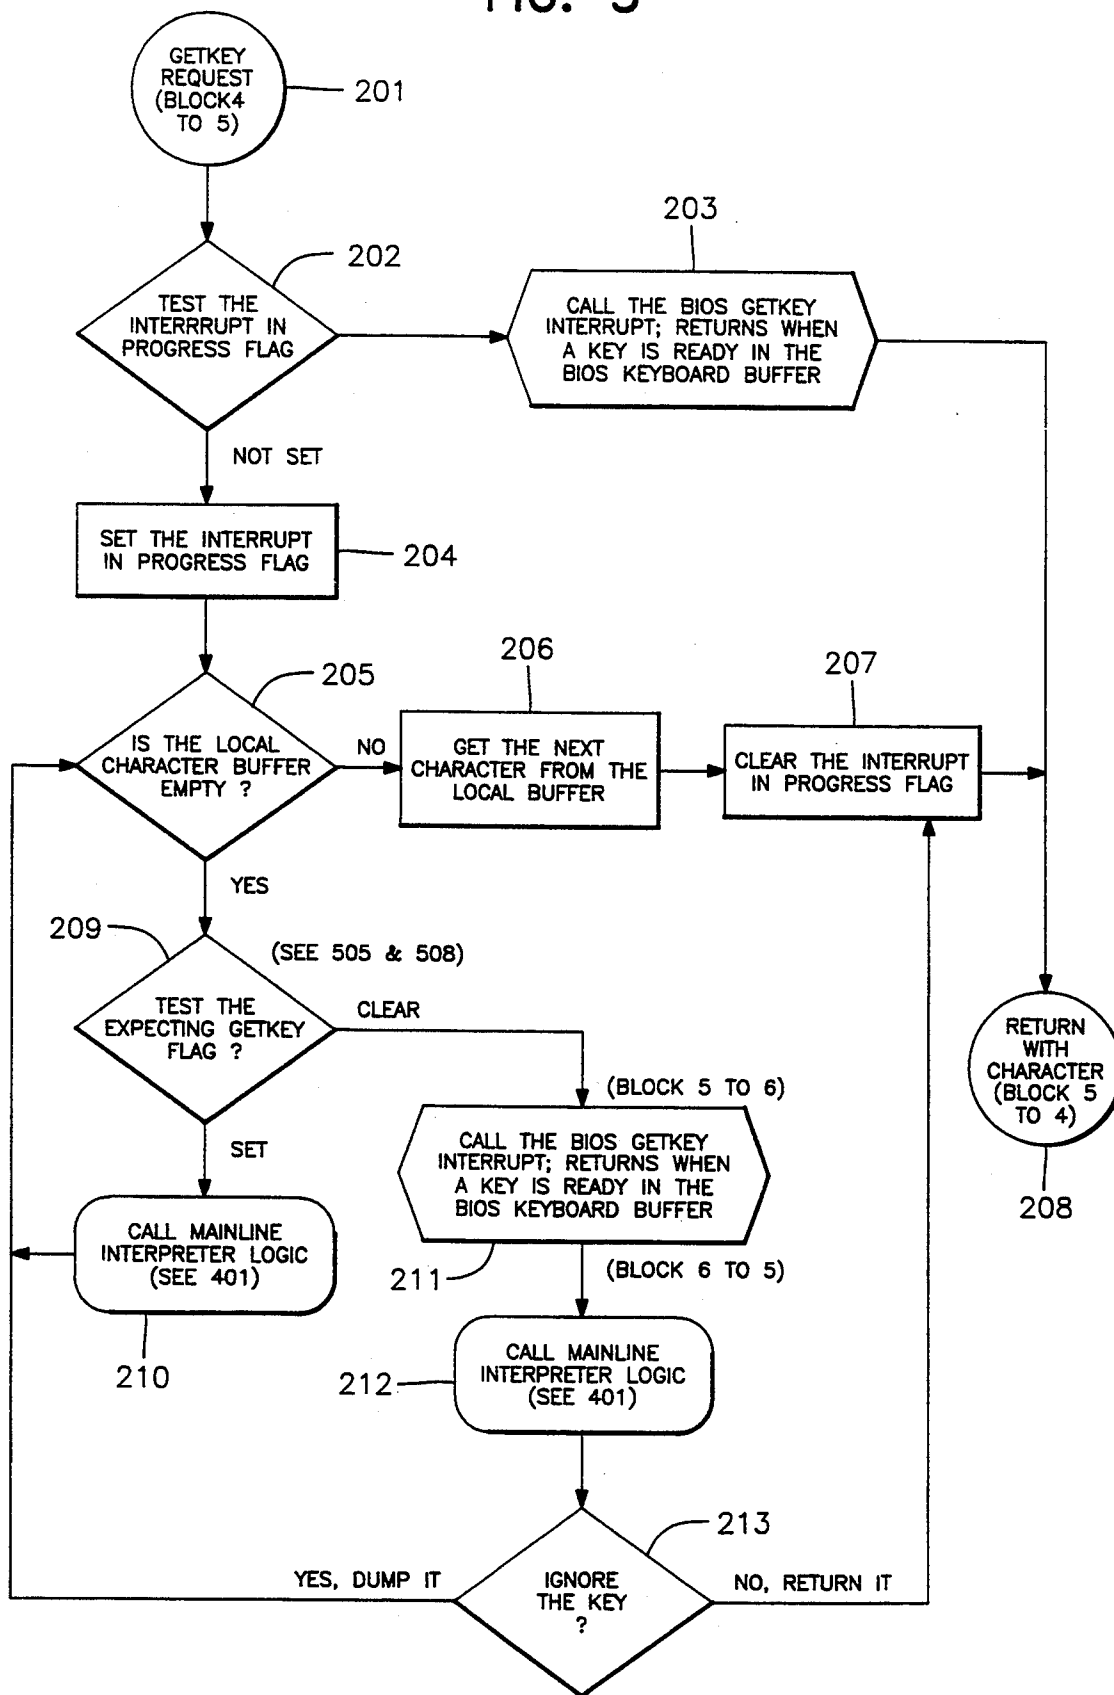 FIG. 3
GETKEY
REQUEST
(BLOCK4
TO 5)
201
202
TEST THE
INTERRRUPT IN
PROGRESS FLAG
203
CALL THE BIOS GETKEY
INTERRUPT; RETURNS WHEN
A KEY IS READY IN THE
BIOS KEYBOARD BUFFER
NOT SET
SET THE INTERRUPT
IN PROGRESS FLAG
204
205
IS THE LOCAL
CHARACTER BUFFER
EMPTY ?
NO
206
GET THE NEXT
CHARACTER FROM THE
LOCAL BUFFER
207
CLEAR THE INTERRUPT
IN PROGRESS FLAG
YES
209
(SEE 505 & 508)
TEST THE
EXPECTING GETKEY
FLAG ?
CLEAR
RETURN
WITH
CHARACTER
(BLOCK 5
TO 4)
208
SET
(BLOCK 5 TO 6)
CALL THE BIOS GETKEY
INTERRUPT; RETURNS WHEN
A KEY IS READY IN THE
BIOS KEYBOARD BUFFER
211
CALL MAINLINE
INTERPRETER LOGIC
(SEE 401)
210
(BLOCK 6 TO 5)
CALL MAINLINE
INTERPRETER LOGIC
(SEE 401)
212
213
IGNORE
THE KEY
?
YES, DUMP IT
NO, RETURN IT